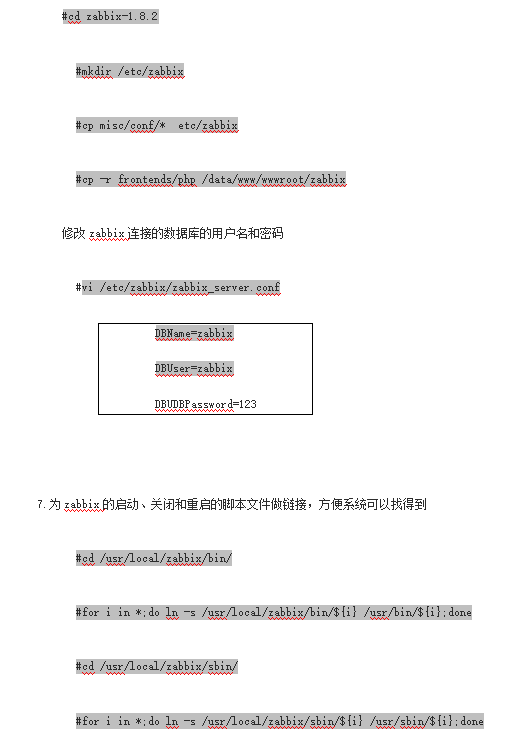 #cd zabbix-1.8.2
#mkdir /etc/zabbix
#cp misc/conf/*  etc/zabbix
#cp -r frontends/php /data/www/wwwroot/zabbix
修改 zabbix 连接的数据库的用户名和密码
#vi /etc/zabbix/zabbix_server.conf
DBName=zabbix
DBUser=zabbix
DBUDBPassword=123
7. 为 zabbix 的启动、关闭和重启的脚本文件做链接，方便系统可以找得到
#cd /usr/local/zabbix/bin/
#for i in *;do ln -s /usr/local/zabbix/bin/${i} /usr/bin/${i};done
#cd /usr/local/zabbix/sbin/
#for i in *;do ln -s /usr/local/zabbix/sbin/${i} /usr/sbin/${i};done